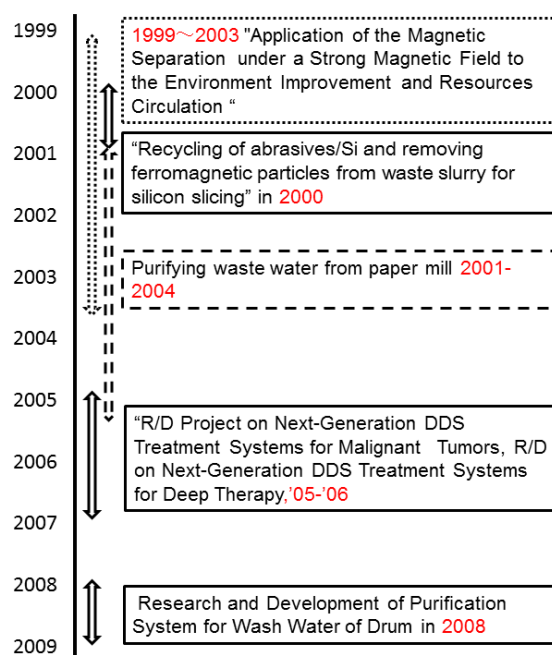 1999
1999～2003 "Application of the Magnetic
Separation under a Strong Magnetic Field to
the Environment Improvement and Resources
Circulation “
2000
2001
“Recycling of abrasives/Si and removing
ferromagnetic particles from waste slurry for
silicon slicing” in 2000
2002
2003
Purifying waste water from paper mill 2001-
2004
2004
2005
“R/D Project on Next-Generation DDS
Treatment Systems for Malignant Tumors, R/D
on Next-Generation DDS Treatment Systems
for Deep Therapy,’05-’06
2006
2007
2008
Research and Development of Purification
System for Wash Water of Drum in 2008
2009